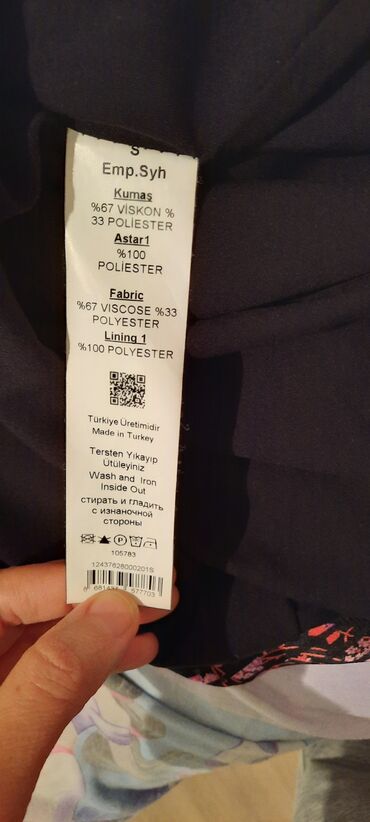 S
Emp.Syh
Kumaş
%67 VİSKON %
33 POLİESTER
Astar1
%100
POLİESTER
Fabric
%67 VISCOSE %33
POLYESTER
Lining 1
%100 POLYESTER
Türkiye Üretimidir
Made in Turkey
Tersten Yıkayıp
Ütüleyiniz
Wash and Iron
Inside Out
стирать и гладить
с изнаночной
стороны
P
105783
12437628000201S
577703